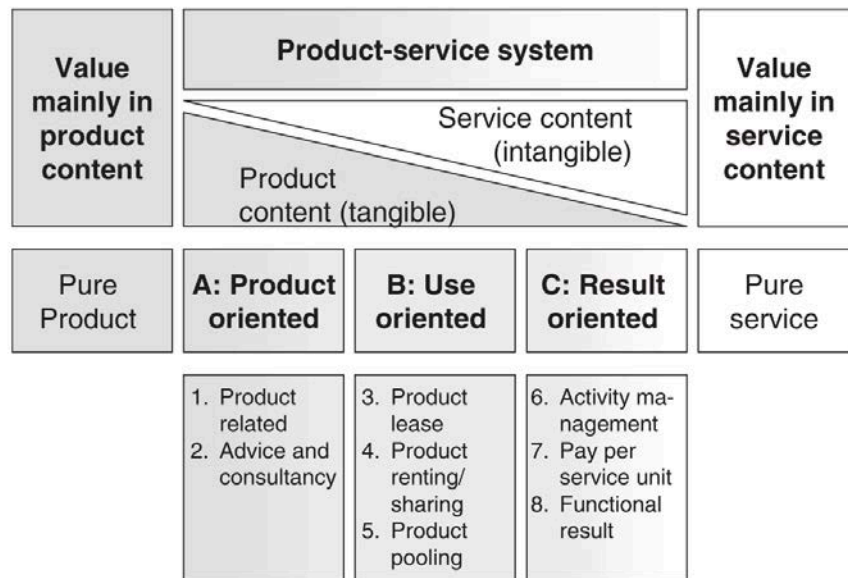 Value
mainly in
product
content
Product-service system
Service content
(intangible)
Product
content (tangible)
Value
mainly in
service
content
Pure
Product
A: Product
oriented
B: Use
oriented
C: Result
oriented
Pure
service
1. Product
related
2. Advice and
consultancy
3. Product
lease
4. Product
renting/
sharing
5. Product
pooling
6. Activity ma-
nagement
7. Pay per
service unit
8. Functional
result